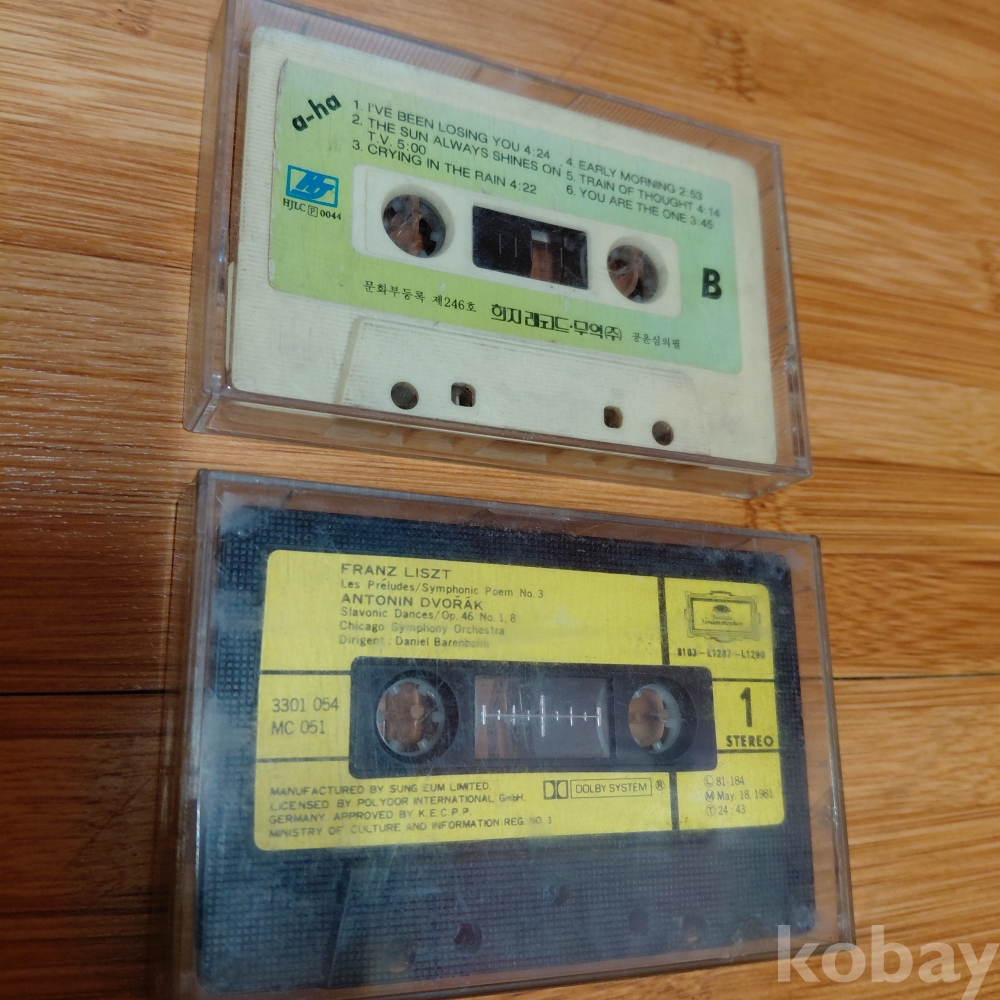 a-ha
1. I'VE BEEN LOSING YOU 4:24
2. THE SUN ALWAYS SHINES ON
T.V. 5:00
3. CRYING IN THE RAIN 4:22
4. EARLY MORNING 2:53
5. TRAIN OF THOUGHT 4:14
6. YOU ARE THE ONE 3:45
HJLC P 0044
B
문화부등록 제246호 희지레코드·무역(주) 공윤심의필
FRANZ LISZT
Les Préludes/Symphonic Poem No. 3
ANTONIN DVOŘÁK
Slavonic Dances/Op. 46 No. 1, 8
Chicago Symphony Orchestra
Dirigent : Daniel Barenboim
3301 054
MC 051
1
STEREO
MANUFACTURED BY SUNG EUM LIMITED.
LICENSED BY POLYDOR INTERNATIONAL GmbH.
GERMANY APPROVED BY K.E.C.P.P.
MINISTRY OF CULTURE AND INFORMATION REG. NO. 3
DOLBY SYSTEM ®
Ⓛ 81-184
Ⓜ May. 18, 1981
Ⓣ 24 : 43
kobay